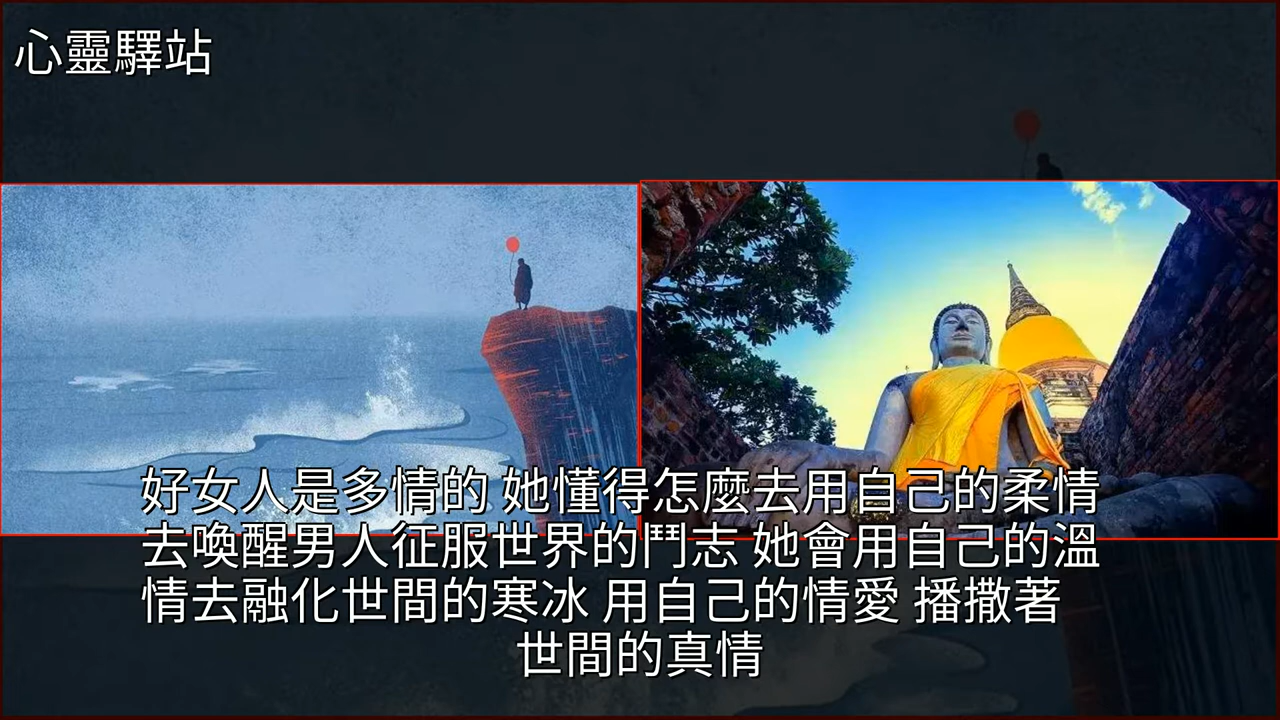 心靈驛站
好女人是多情的 她懂得怎麼去用自己的柔情
去喚醒男人征服世界的鬥志 她會用自己的溫
情去融化世間的寒冰 用自己的情愛 播撒著
世間的真情